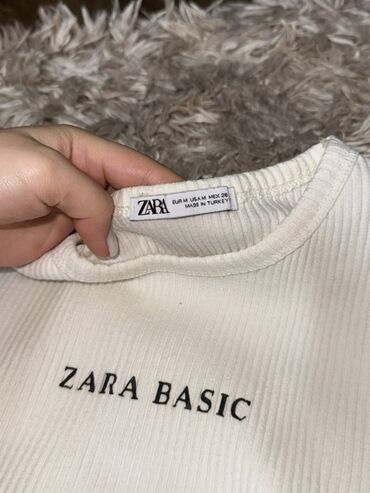 ZARA
EUR M USA M MEX 28
MADE IN TURKEY
ZARA BASIC